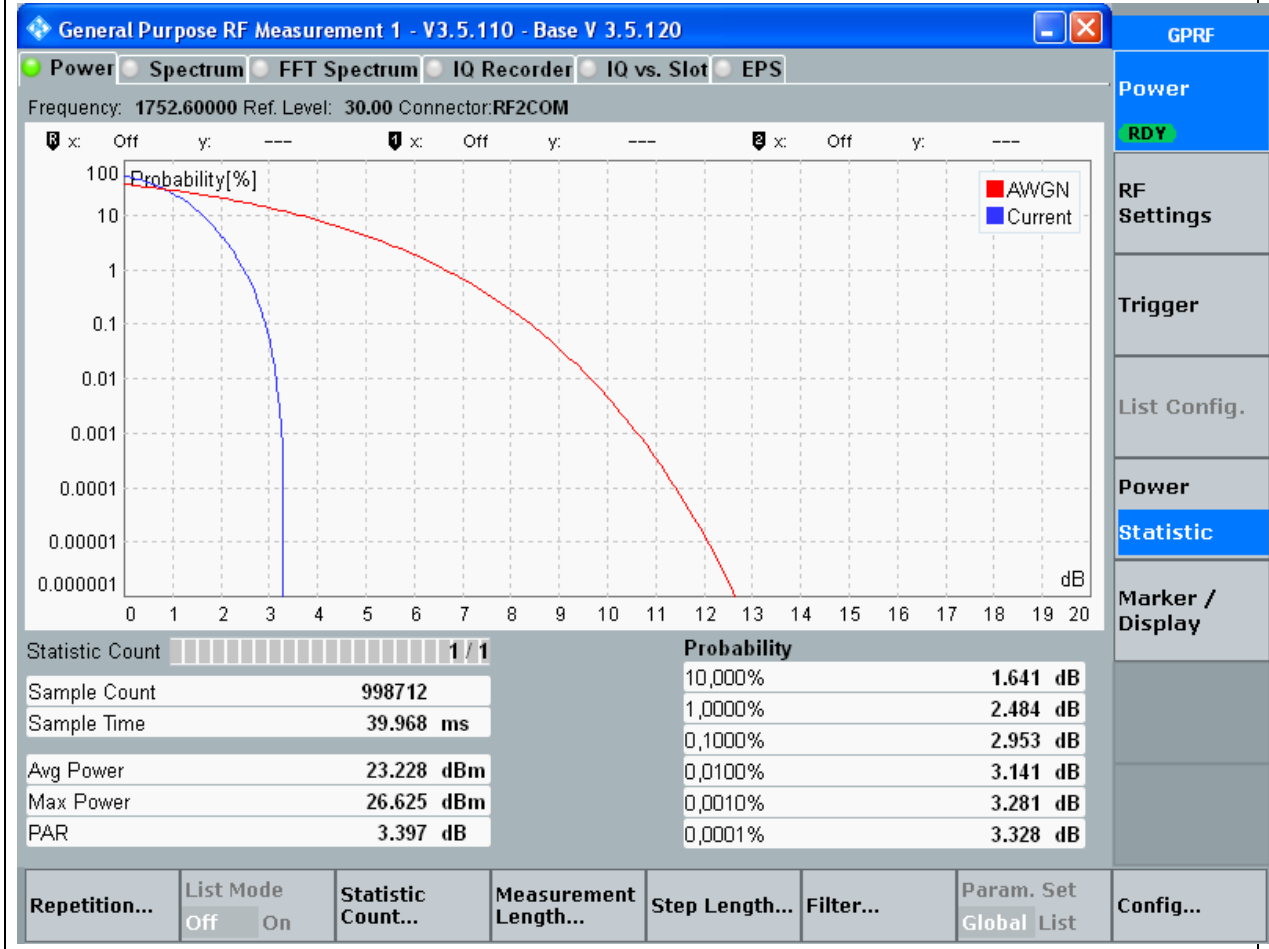 General Purpose RF Measurement 1 - V3.5.110 - Base V 3.5.120
GPRF
Power Spectrum FFT Spectrum IQ Recorder IQ vs. Slot EPS
Frequency: 1752.60000 Ref. Level: 30.00 Connector:RF2COM
R x: Off y: --- 1 x: Off y: --- 2 x: Off y: ---
Probability[%]
AWGN
Current
100
10
1
0.1
0.01
0.001
0.0001
0.00001
0.000001
dB
0 1 2 3 4 5 6 7 8 9 10 11 12 13 14 15 16 17 18 19 20
Statistic Count 1 / 1
Sample Count 998712
Sample Time 39.968 ms
Avg Power 23.228 dBm
Max Power 26.625 dBm
PAR 3.397 dB
Probability
10,000% 1.641 dB
1,0000% 2.484 dB
0,1000% 2.953 dB
0,0100% 3.141 dB
0,0010% 3.281 dB
0,0001% 3.328 dB
Power
RDY
RF
Settings
Trigger
List Config.
Power
Statistic
Marker /
Display
Repetition...
List Mode
Off On
Statistic
Count...
Measurement
Length...
Step Length...
Filter...
Param. Set
Global List
Config...